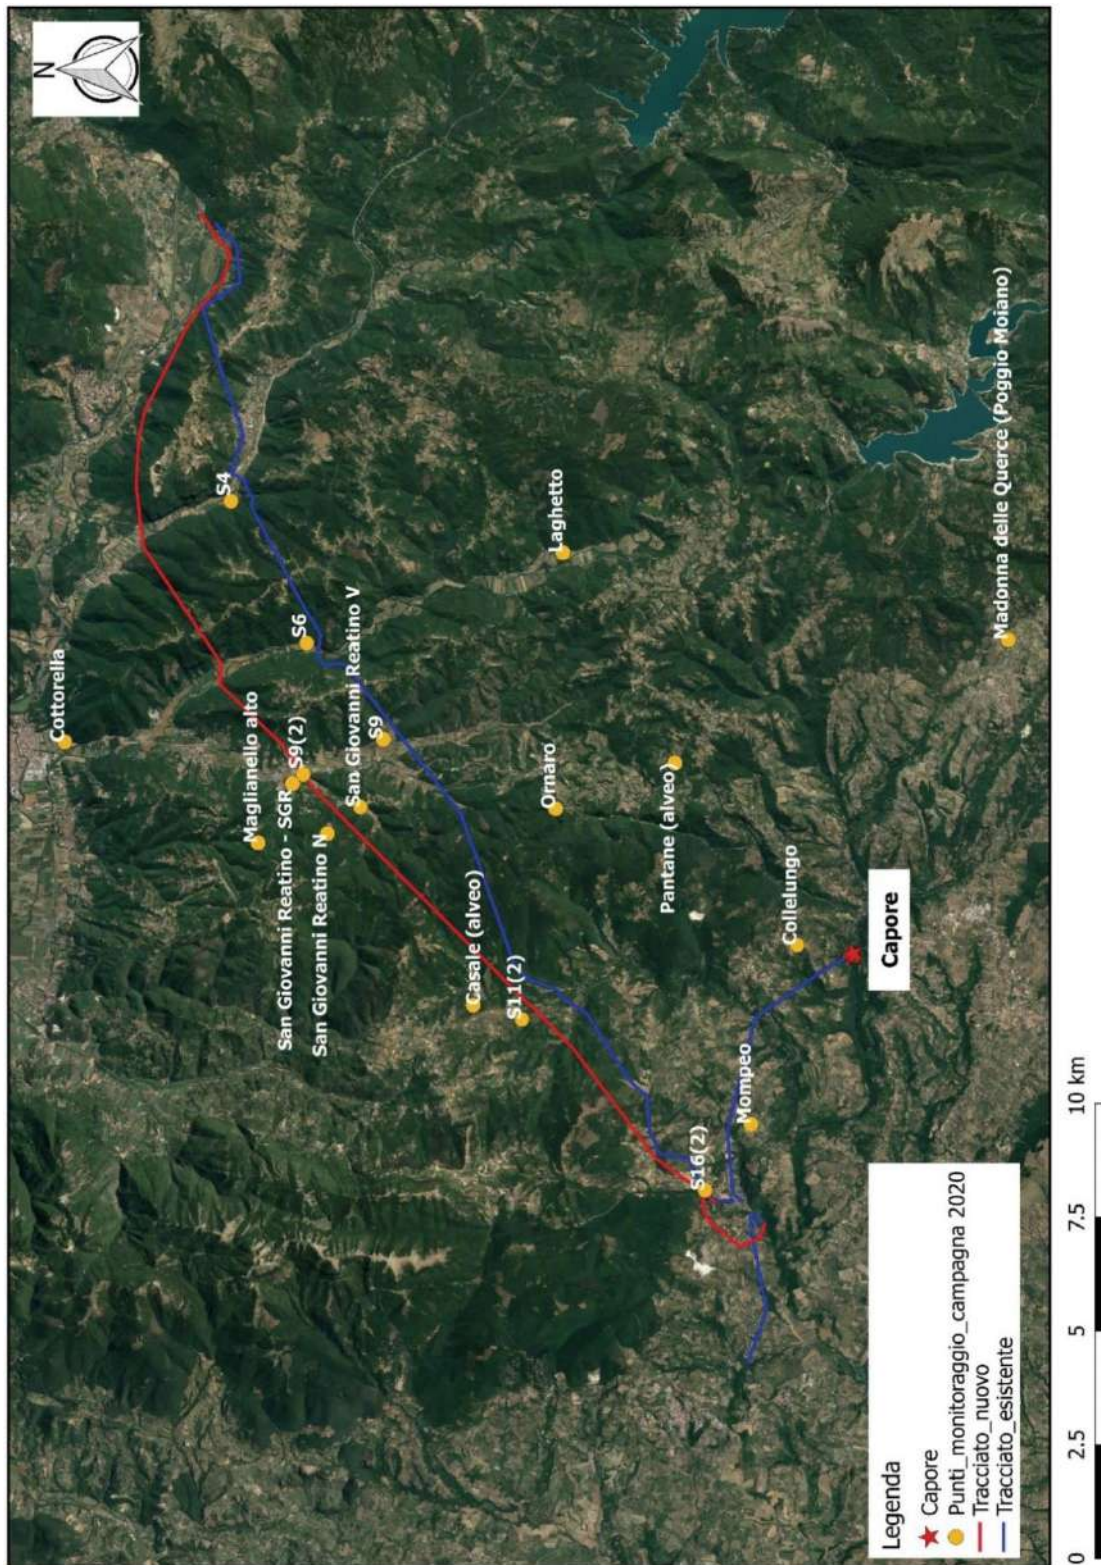 N
Cottorella
S4
Maglianello alto
S6
S9(2)
San Giovanni Reatino - SGR
San Giovanni Reatino N
San Giovanni Reatino V
S9
Laghetto
Casale (alveo)
S11(2)
Ornaro
Pantane (alveo)
S16(2)
Mompeo
Collelungo
Capore
Madonna delle Querce (Poggio Moiano)
Legenda
Capore
Punti_monitoraggio_campagna 2020
Tracciato_nuovo
Tracciato_esistente
0 2.5 5 7.5 10 km